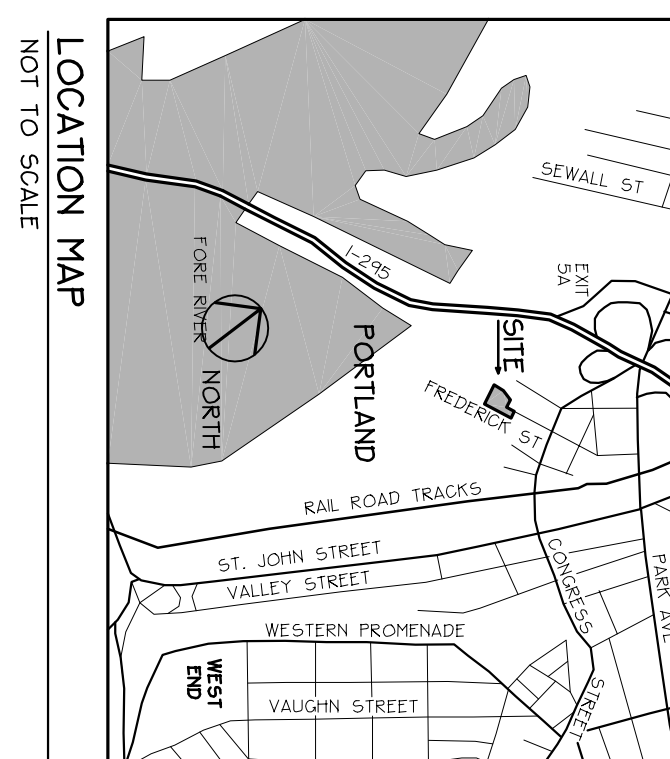 LOCATION MAP
NOT TO SCALE
SEWALL ST
I-295
EXIT
5A
FORE RIVER
NORTH
PORTLAND
SITE
FREDERICK ST
RAIL ROAD TRACKS
ST. JOHN STREET
VALLEY STREET
WESTERN PROMENADE
WEST
END
VAUGHN STREET
CONGRESS
STREET
PARK AVE